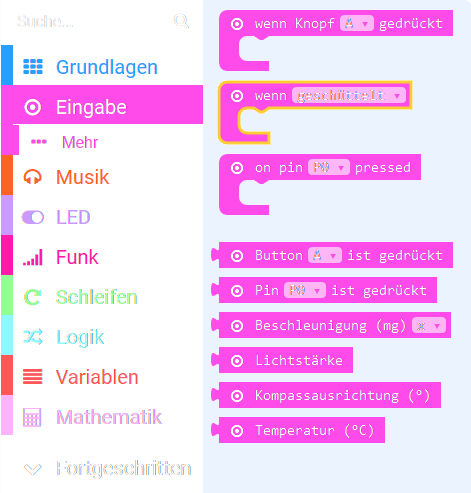 Suche...
Grundlagen
Eingabe
Mehr
Musik
LED
Funk
Schleifen
Logik
Variablen
Mathematik
Fortgeschritten
wenn Knopf A gedrückt
wenn geschüttelt
on pin P0 pressed
Button A ist gedrückt
Pin P0 ist gedrückt
Beschleunigung (mg) x
Lichtstärke
Kompassausrichtung (°)
Temperatur (°C)